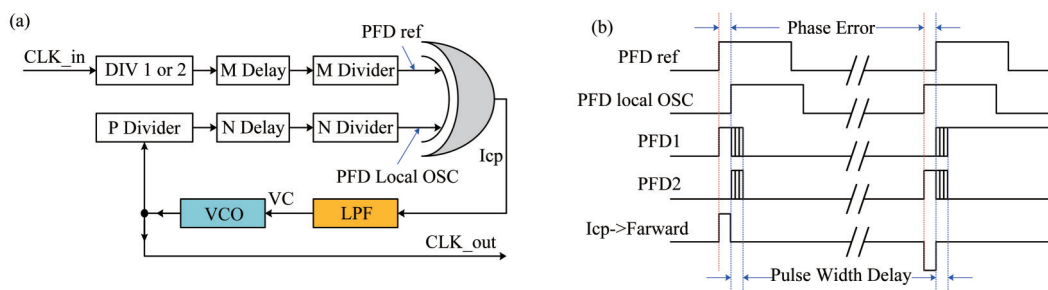 (a)
PFD ref
CLK_in
DIV 1 or 2
M Delay
M Divider
P Divider
N Delay
N Divider
Icp
PFD Local OSC
VCO
VC
LPF
CLK_out
(b)
Phase Error
PFD ref
PFD local OSC
PFD1
PFD2
Icp->Farward
Pulse Width Delay